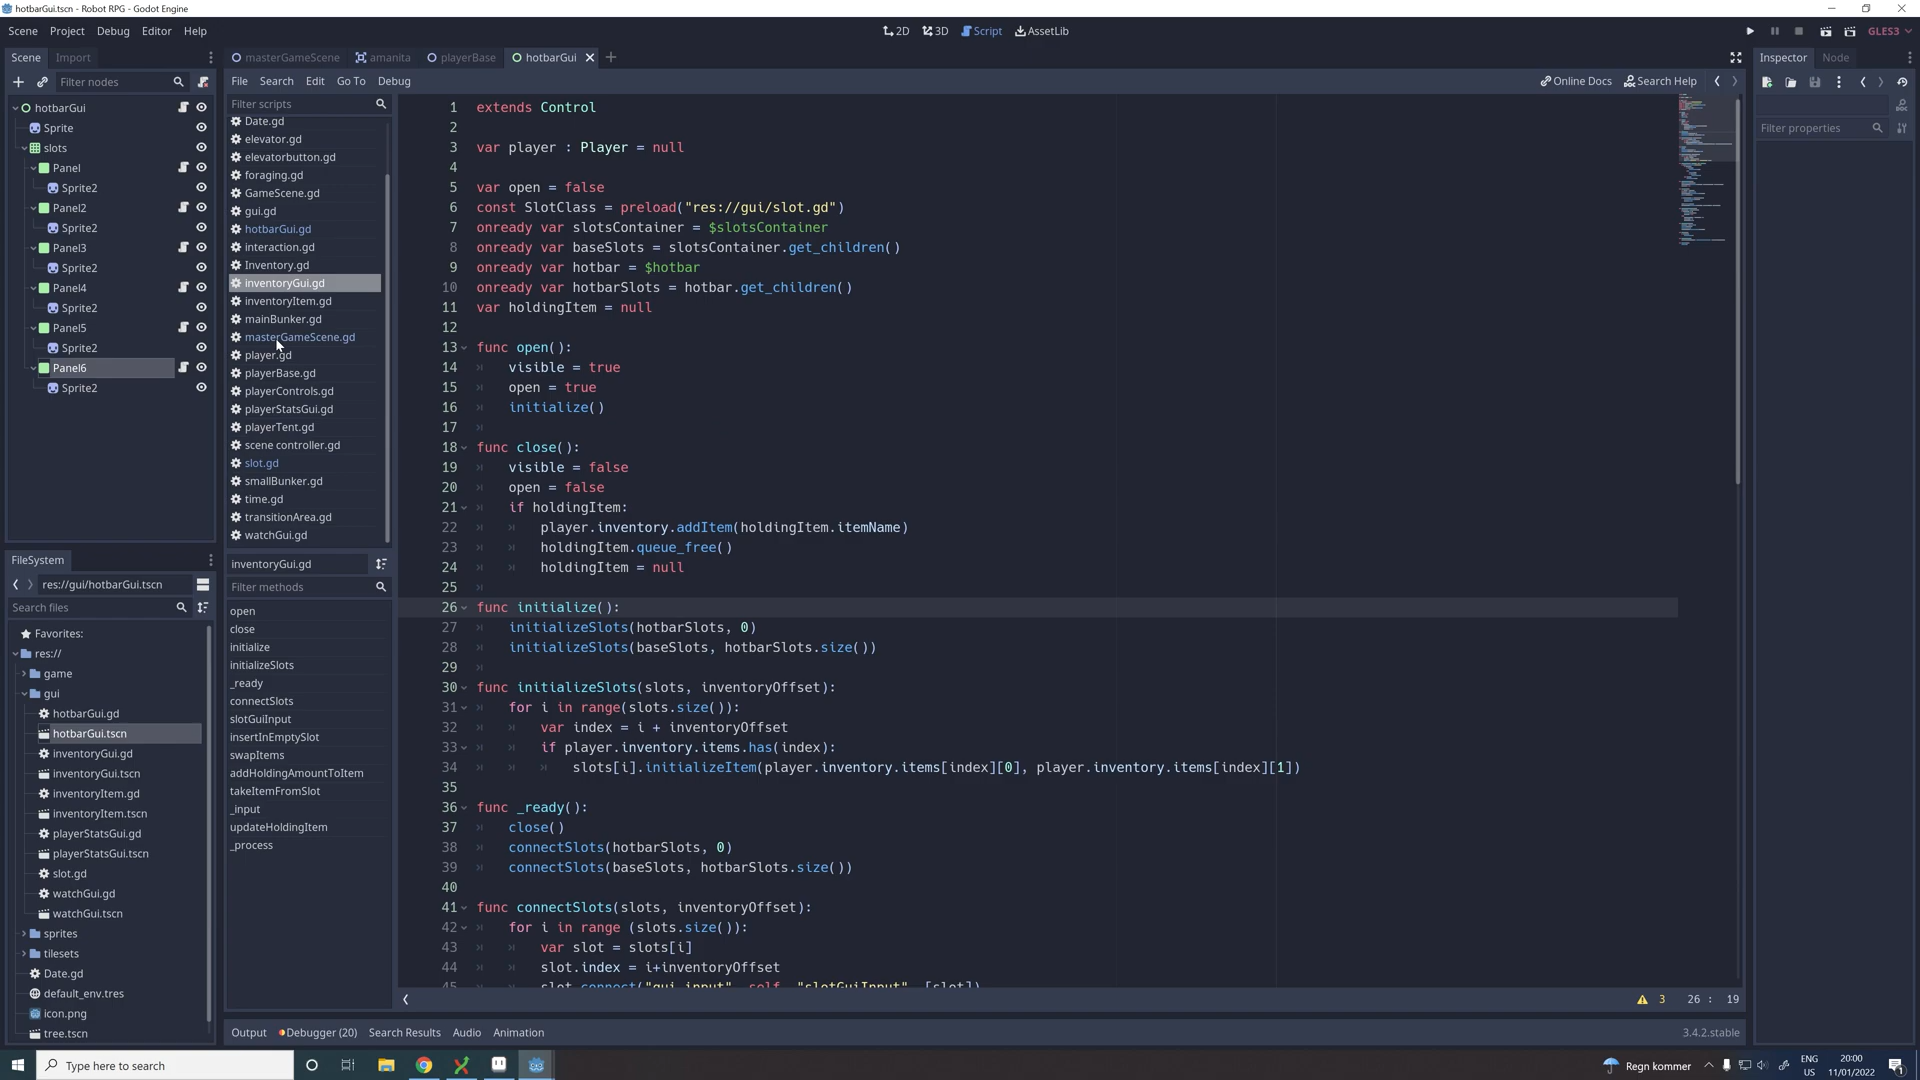 hotbarGui.tscn - Robot RPG - Godot Engine
Scene Project Debug Editor Help
2D 3D Script AssetLib
GLES3
Scene Import
masterGameScene amanita playerBase hotbarGui
Inspector Node
Filter nodes
File Search Edit Go To Debug
Online Docs Search Help
hotbarGui
Sprite
slots
Panel
Sprite2
Panel2
Sprite2
Panel3
Sprite2
Panel4
Sprite2
Panel5
Sprite2
Panel6
Sprite2
Filter scripts
Date.gd
elevator.gd
elevatorbutton.gd
foraging.gd
GameScene.gd
gui.gd
hotbarGui.gd
interaction.gd
Inventory.gd
inventoryGui.gd
inventoryItem.gd
mainBunker.gd
masterGameScene.gd
player.gd
playerBase.gd
playerControls.gd
playerStatsGui.gd
playerTent.gd
scene controller.gd
slot.gd
smallBunker.gd
time.gd
transitionArea.gd
watchGui.gd
inventoryGui.gd
Filter methods
open
close
initialize
initializeSlots
_ready
connectSlots
slotGuiInput
insertInEmptySlot
swapItems
addHoldingAmountToItem
takeItemFromSlot
_input
updateHoldingItem
_process
1 extends Control
2
3 var player : Player = null
4
5 var open = false
6 const SlotClass = preload("res://gui/slot.gd")
7 onready var slotsContainer = $slotsContainer
8 onready var baseSlots = slotsContainer.get_children()
9 onready var hotbar = $hotbar
10 onready var hotbarSlots = hotbar.get_children()
11 var holdingItem = null
12
13 func open():
14 visible = true
15 open = true
16 initialize()
17
18 func close():
19 visible = false
20 open = false
21 if holdingItem:
22 player.inventory.addItem(holdingItem.itemName)
23 holdingItem.queue_free()
24 holdingItem = null
25
26 func initialize():
27 initializeSlots(hotbarSlots, 0)
28 initializeSlots(baseSlots, hotbarSlots.size())
29
30 func initializeSlots(slots, inventoryOffset):
31 for i in range(slots.size()):
32 var index = i + inventoryOffset
33 if player.inventory.items.has(index):
34 slots[i].initializeItem(player.inventory.items[index][0], player.inventory.items[index][1])
35
36 func _ready():
37 close()
38 connectSlots(hotbarSlots, 0)
39 connectSlots(baseSlots, hotbarSlots.size())
40
41 func connectSlots(slots, inventoryOffset):
42 for i in range (slots.size()):
43 var slot = slots[i]
44 slot.index = i+inventoryOffset
45 slot.connect("gui_input", self, "slotGuiInput", [slot])
3 26 : 19
Filter properties
FileSystem
res://gui/hotbarGui.tscn
Search files
Favorites:
res://
game
gui
hotbarGui.gd
hotbarGui.tscn
inventoryGui.gd
inventoryGui.tscn
inventoryItem.gd
inventoryItem.tscn
playerStatsGui.gd
playerStatsGui.tscn
slot.gd
watchGui.gd
watchGui.tscn
sprites
tilesets
Date.gd
default_env.tres
icon.png
tree.tscn
Output Debugger (20) Search Results Audio Animation
3.4.2.stable
Type here to search
Regn kommer
ENG
US
20:00
11/01/2022
1